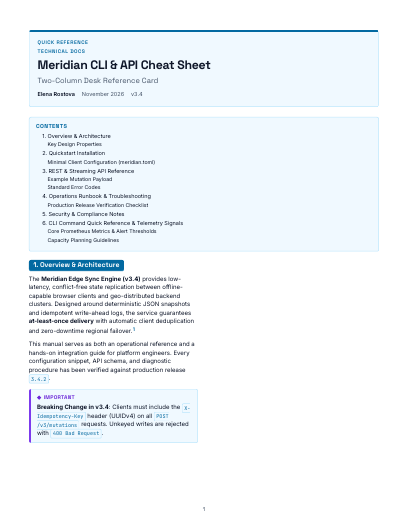 QUICK REFERENCE
TECHNICAL DOCS
Meridian CLI & API Cheat Sheet
Two-Column Desk Reference Card
Elena Rostova November 2026 v3.4
CONTENTS
1. Overview & Architecture
Key Design Properties
2. Quickstart Installation
Minimal Client Configuration (meridian.toml)
3. REST & Streaming API Reference
Example Mutation Payload
Standard Error Codes
4. Operations Runbook & Troubleshooting
Production Release Verification Checklist
5. Security & Compliance Notes
6. CLI Command Quick Reference & Telemetry Signals
Core Prometheus Metrics & Alert Thresholds
Capacity Planning Guidelines
1. Overview & Architecture
The Meridian Edge Sync Engine (v3.4) provides low-
latency, conflict-free state replication between offline-
capable browser clients and geo-distributed backend
clusters. Designed around deterministic JSON snapshots
and idempotent write-ahead logs, the service guarantees
at-least-once delivery with automatic client deduplication
and zero-downtime regional failover.1
This manual serves as both an operational reference and a
hands-on integration guide for platform engineers. Every
configuration snippet, API schema, and diagnostic
procedure has been verified against production release
3.4.2.
◆ IMPORTANT
Breaking Change in v3.4: Clients must include the X-
Idempotency-Key header (UUIDv4) on all POST
/v3/mutations requests. Unkeyed writes are rejected
with 400 Bad Request.
1